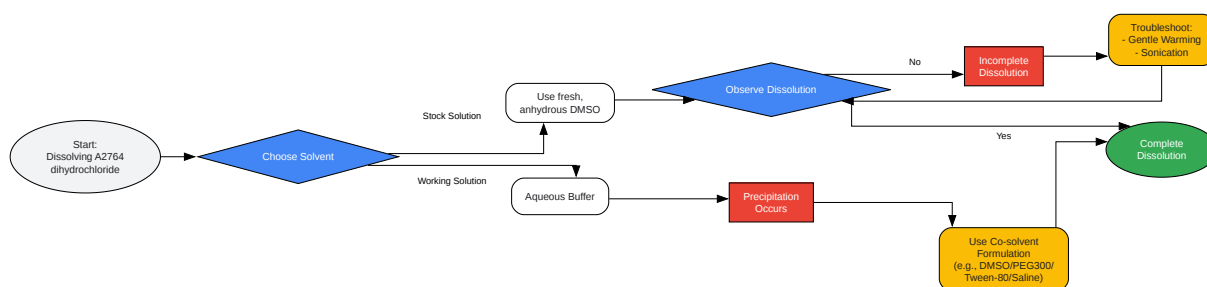 Start:
Dissolving A2764
dihydrochloride
Choose Solvent
Stock Solution
Working Solution
Use fresh,
anhydrous DMSO
Aqueous Buffer
Observe Dissolution
No
Yes
Incomplete
Dissolution
Troubleshoot:
- Gentle Warming
- Sonication
Precipitation
Occurs
Use Co-solvent
Formulation
(e.g., DMSO/PEG300/
Tween-80/Saline)
Complete
Dissolution